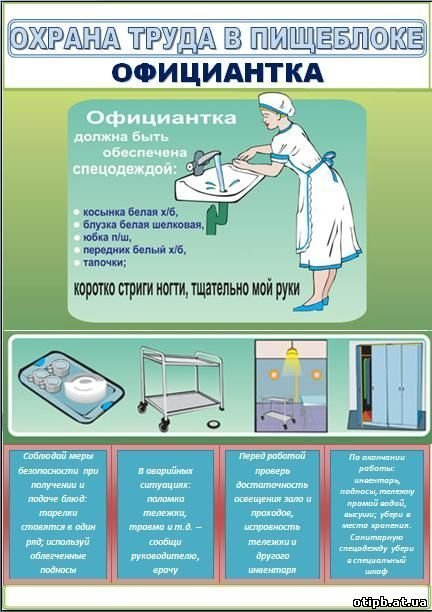 ОХРАНА ТРУДА В ПИЩЕБЛОКЕ
ОФИЦИАНТКА
Официантка
должна быть
обеспечена
спецодеждой:
• косынка белая х/б,
• блузка белая шелковая,
• юбка п/ш,
• передник белый х/б,
• тапочки;
коротко стриги ногти, тщательно мой руки
Соблюдай меры
безопасности при
получении и
подаче блюд:
тарелки
ставятся в один
ряд; используй
облегченные
подносы
В аварийных
ситуациях:
поломка
тележки,
травма и т.д. –
сообщи
руководителю,
врачу
Перед работой
проверь
достаточность
освещения зала и
проходов,
исправность
тележки и
другого
инвентаря
По окончании
работы:
инвентарь,
подносы, тележку
промой водой,
высуши; убери в
места хранения.
Санитарную
спецодежду убери
в специальный
шкаф
otipb.at.ua